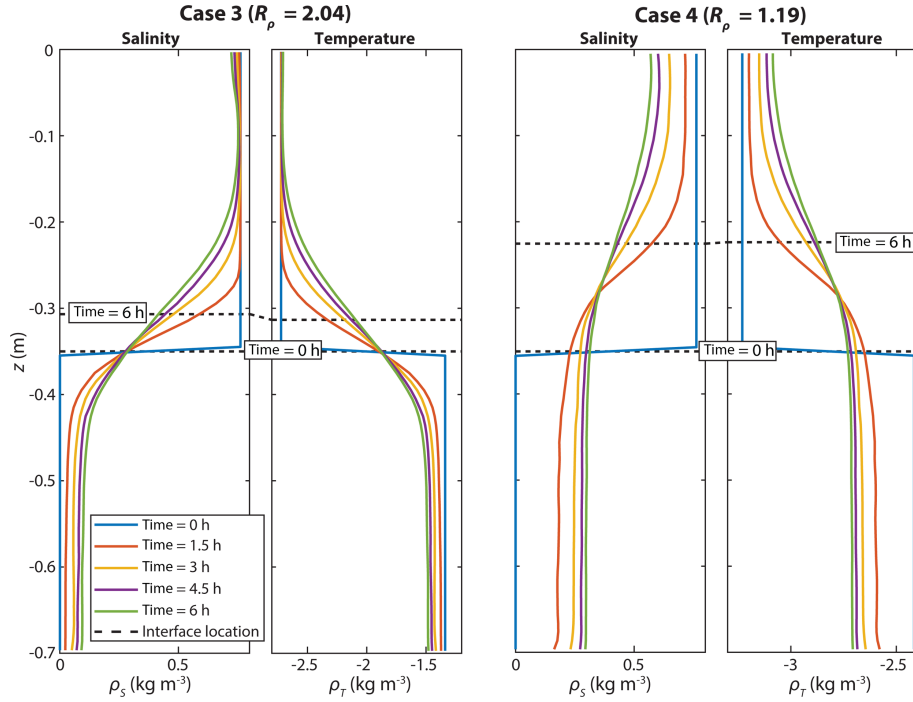 Case 3 (Rρ = 2.04)
Case 4 (Rρ = 1.19)
Salinity
Temperature
Salinity
Temperature
0
-0.1
-0.2
-0.3
-0.4
-0.5
-0.6
-0.7
z (m)
Time = 6 h
Time = 0 h
Time = 6 h
Time = 0 h
Time = 0 h
Time = 1.5 h
Time = 3 h
Time = 4.5 h
Time = 6 h
Interface location
0 0.5
-2.5 -2 -1.5
0 0.5
-3 -2.5
ρS (kg m⁻³)
ρT (kg m⁻³)
ρS (kg m⁻³)
ρT (kg m⁻³)